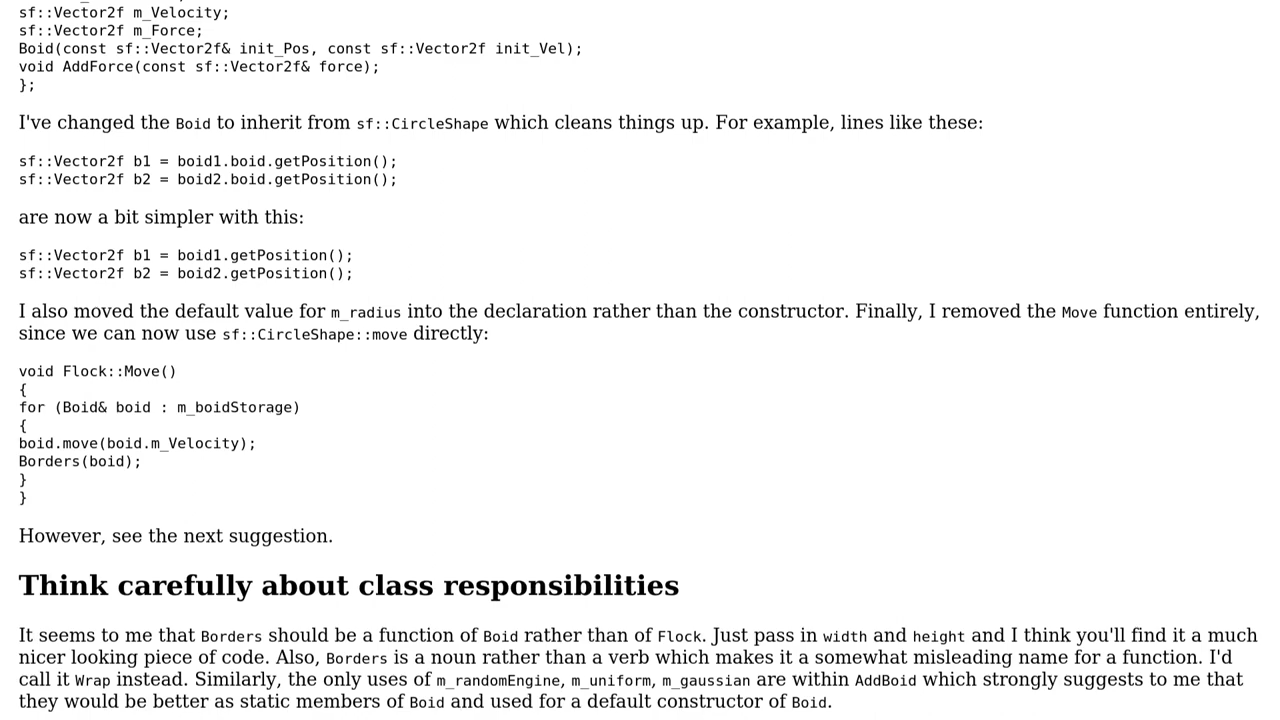 sf::Vector2f m_Velocity;
sf::Vector2f m_Force;
Boid(const sf::Vector2f& init_Pos, const sf::Vector2f init_Vel);
void AddForce(const sf::Vector2f& force);
};
I've changed the Boid to inherit from sf::CircleShape which cleans things up. For example, lines like these:
sf::Vector2f b1 = boid1.boid.getPosition();
sf::Vector2f b2 = boid2.boid.getPosition();
are now a bit simpler with this:
sf::Vector2f b1 = boid1.getPosition();
sf::Vector2f b2 = boid2.getPosition();
I also moved the default value for m_radius into the declaration rather than the constructor. Finally, I removed the Move function entirely,
since we can now use sf::CircleShape::move directly:
void Flock::Move()
{
for (Boid& boid : m_boidStorage)
{
boid.move(boid.m_Velocity);
Borders(boid);
}
}
However, see the next suggestion.
Think carefully about class responsibilities
It seems to me that Borders should be a function of Boid rather than of Flock. Just pass in width and height and I think you'll find it a much
nicer looking piece of code. Also, Borders is a noun rather than a verb which makes it a somewhat misleading name for a function. I'd
call it Wrap instead. Similarly, the only uses of m_randomEngine, m_uniform, m_gaussian are within AddBoid which strongly suggests to me that
they would be better as static members of Boid and used for a default constructor of Boid.